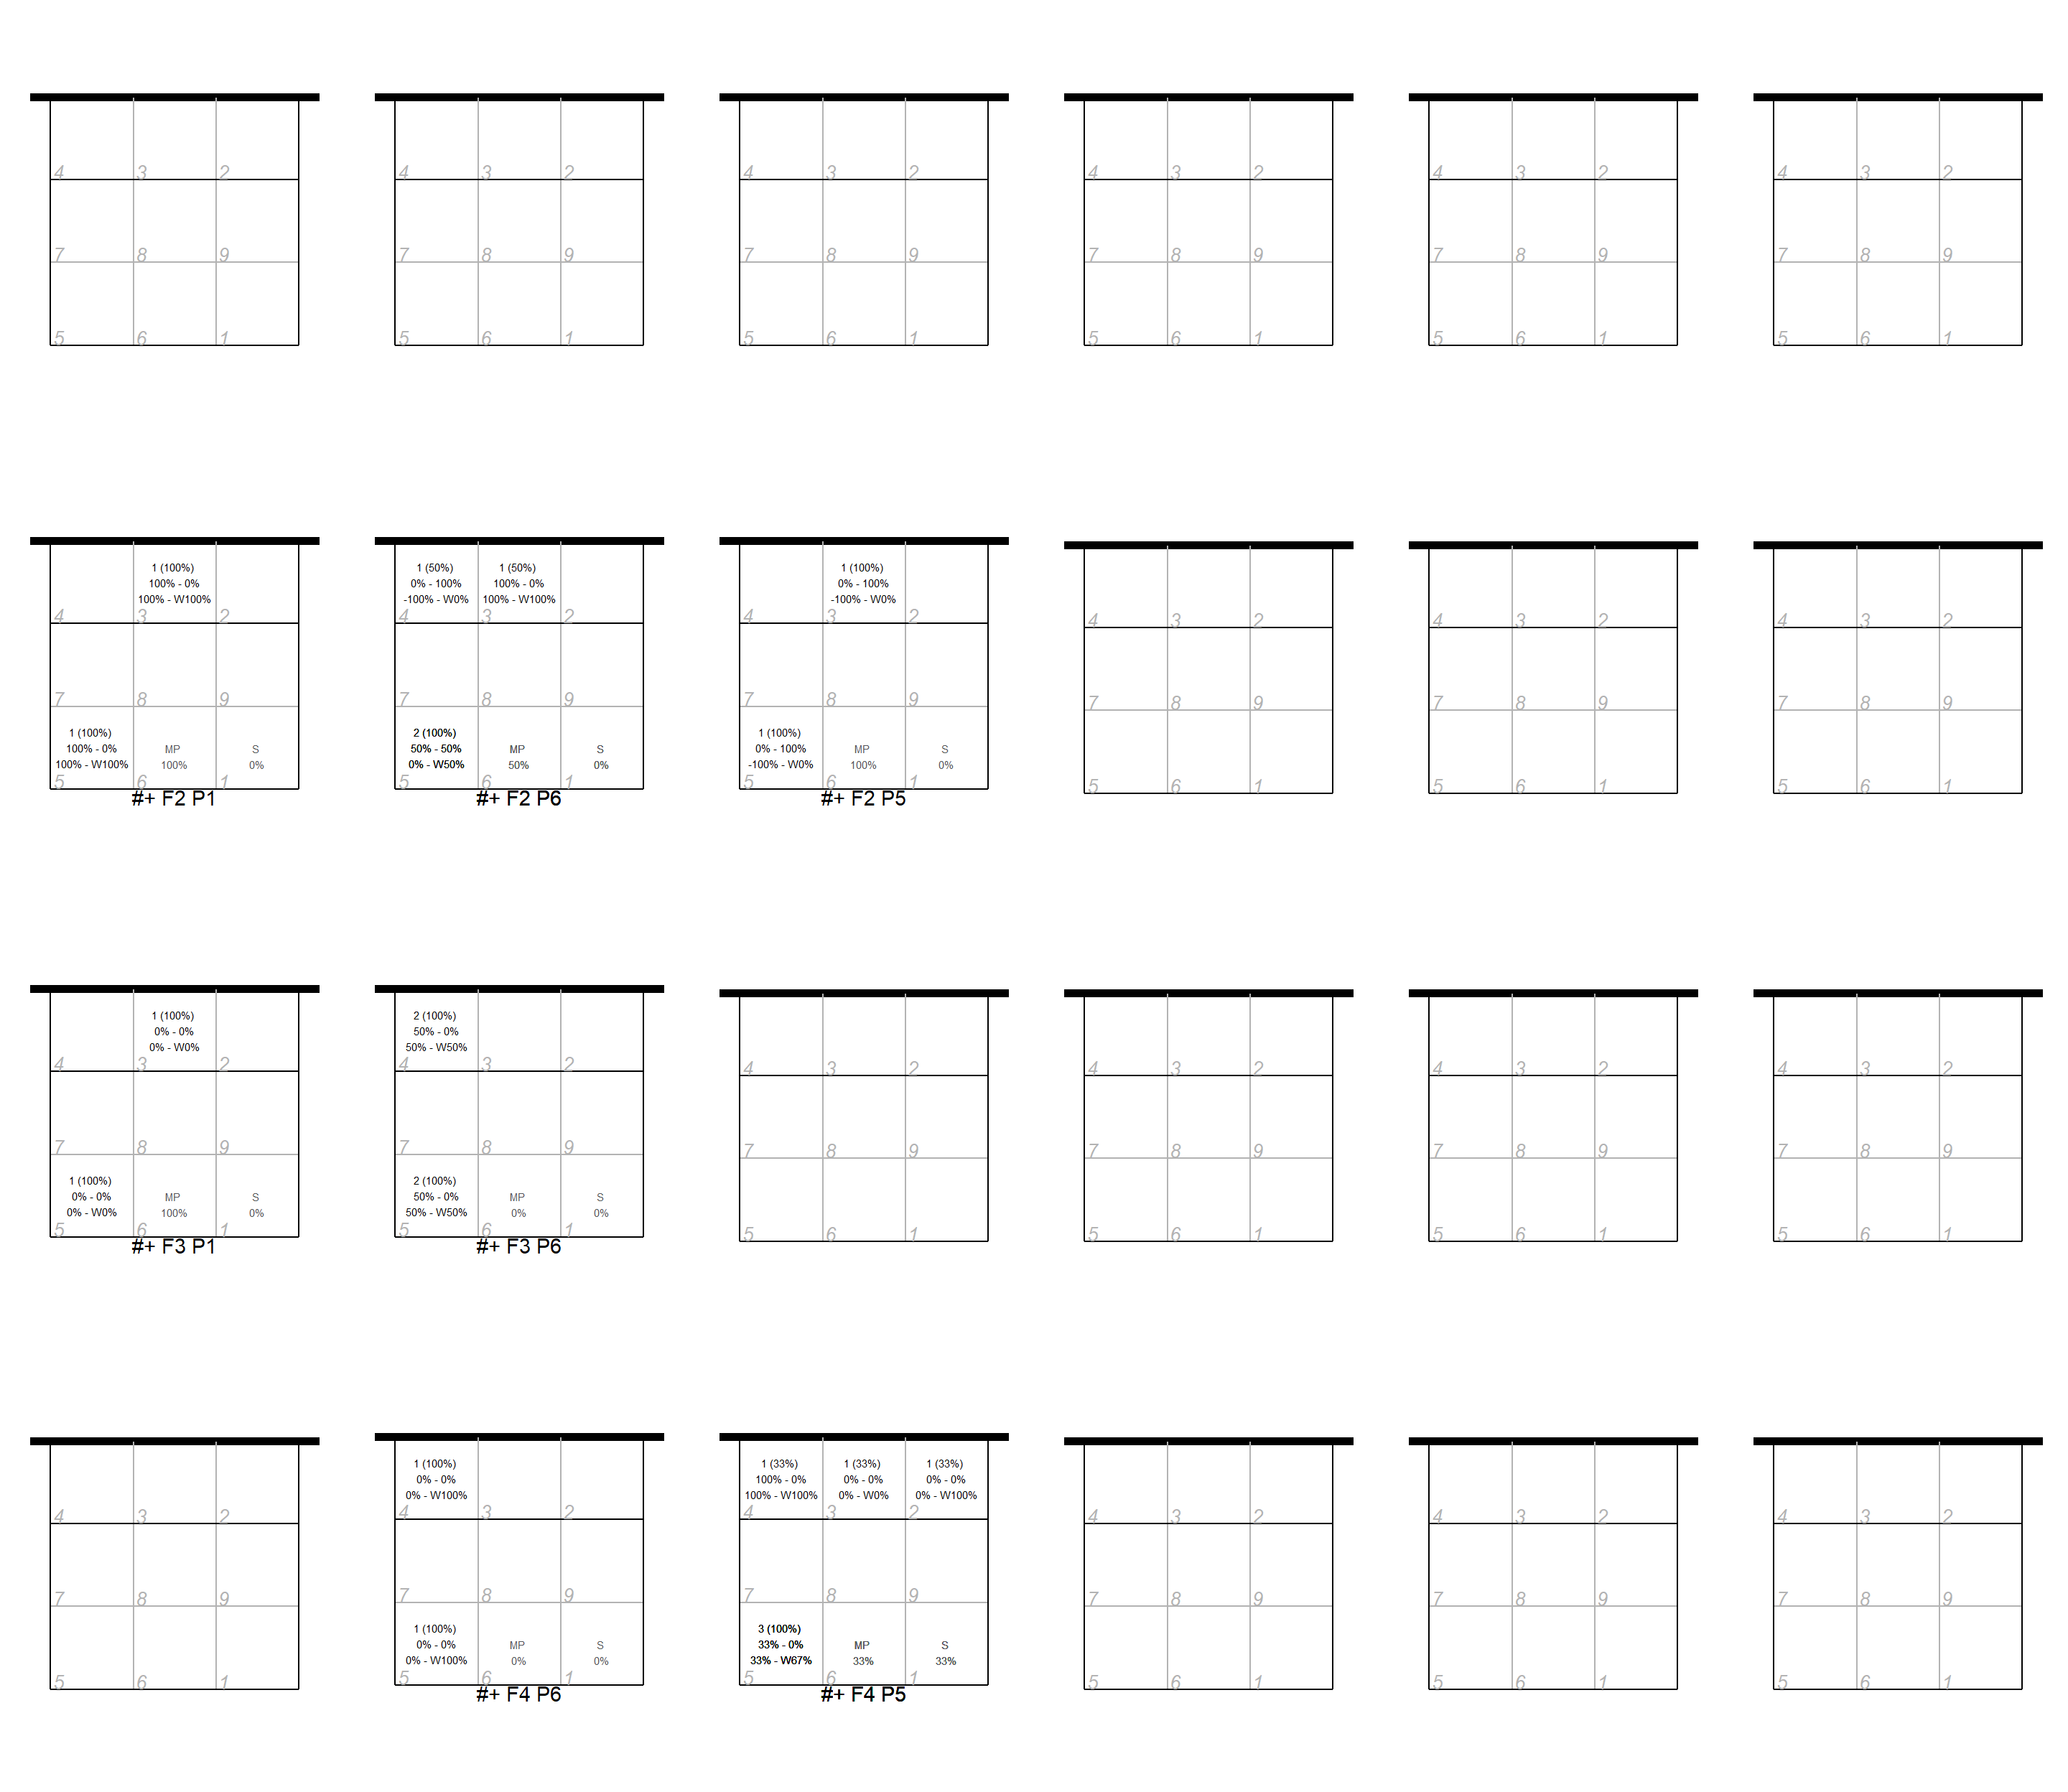 4 3 2 4 3 2 4 3 2 4 3 2 4 3 2 4 3 2
7 8 9 7 8 9 7 8 9 7 8 9 7 8 9 7 8 9
5 6 1 5 6 1 5 6 1 5 6 1 5 6 1 5 6 1
1 (100%) 1 (50%) 1 (50%) 1 (100%)
100% - 0% 0% - 100% 100% - 0% 0% - 100%
100% - W100% -100% - W0% 100% - W100% -100% - W0%
4 3 2 4 3 2 4 3 2 4 3 2 4 3 2 4 3 2
7 8 9 7 8 9 7 8 9 7 8 9 7 8 9 7 8 9
1 (100%) 2 (100%) 1 (100%)
100% - 0% MP S 50% - 50% MP S 0% - 100% MP S
100% - W100% 100% 0% 0% - W50% 50% 0% -100% - W0% 100% 0%
5 6 1 5 6 1 5 6 1 5 6 1 5 6 1 5 6 1
#+ F2 P1 #+ F2 P6 #+ F2 P5
1 (100%) 2 (100%)
0% - 0% 50% - 0%
0% - W0% 50% - W50%
4 3 2 4 3 2 4 3 2 4 3 2 4 3 2 4 3 2
7 8 9 7 8 9 7 8 9 7 8 9 7 8 9 7 8 9
1 (100%) 2 (100%)
0% - 0% MP S 50% - 0% MP S
0% - W0% 100% 0% 50% - W50% 0% 0%
5 6 1 5 6 1 5 6 1 5 6 1 5 6 1 5 6 1
#+ F3 P1 #+ F3 P6
1 (100%) 1 (33%) 1 (33%) 1 (33%)
0% - 0% 100% - 0% 0% - 0% 0% - 0%
0% - W100% 100% - W100% 0% - W0% 0% - W100%
4 3 2 4 3 2 4 3 2 4 3 2 4 3 2 4 3 2
7 8 9 7 8 9 7 8 9 7 8 9 7 8 9 7 8 9
1 (100%) 3 (100%)
0% - 0% MP S 33% - 0% MP S
0% - W100% 0% 0% 33% - W67% 33% 33%
5 6 1 5 6 1 5 6 1 5 6 1 5 6 1 5 6 1
#+ F4 P6 #+ F4 P5